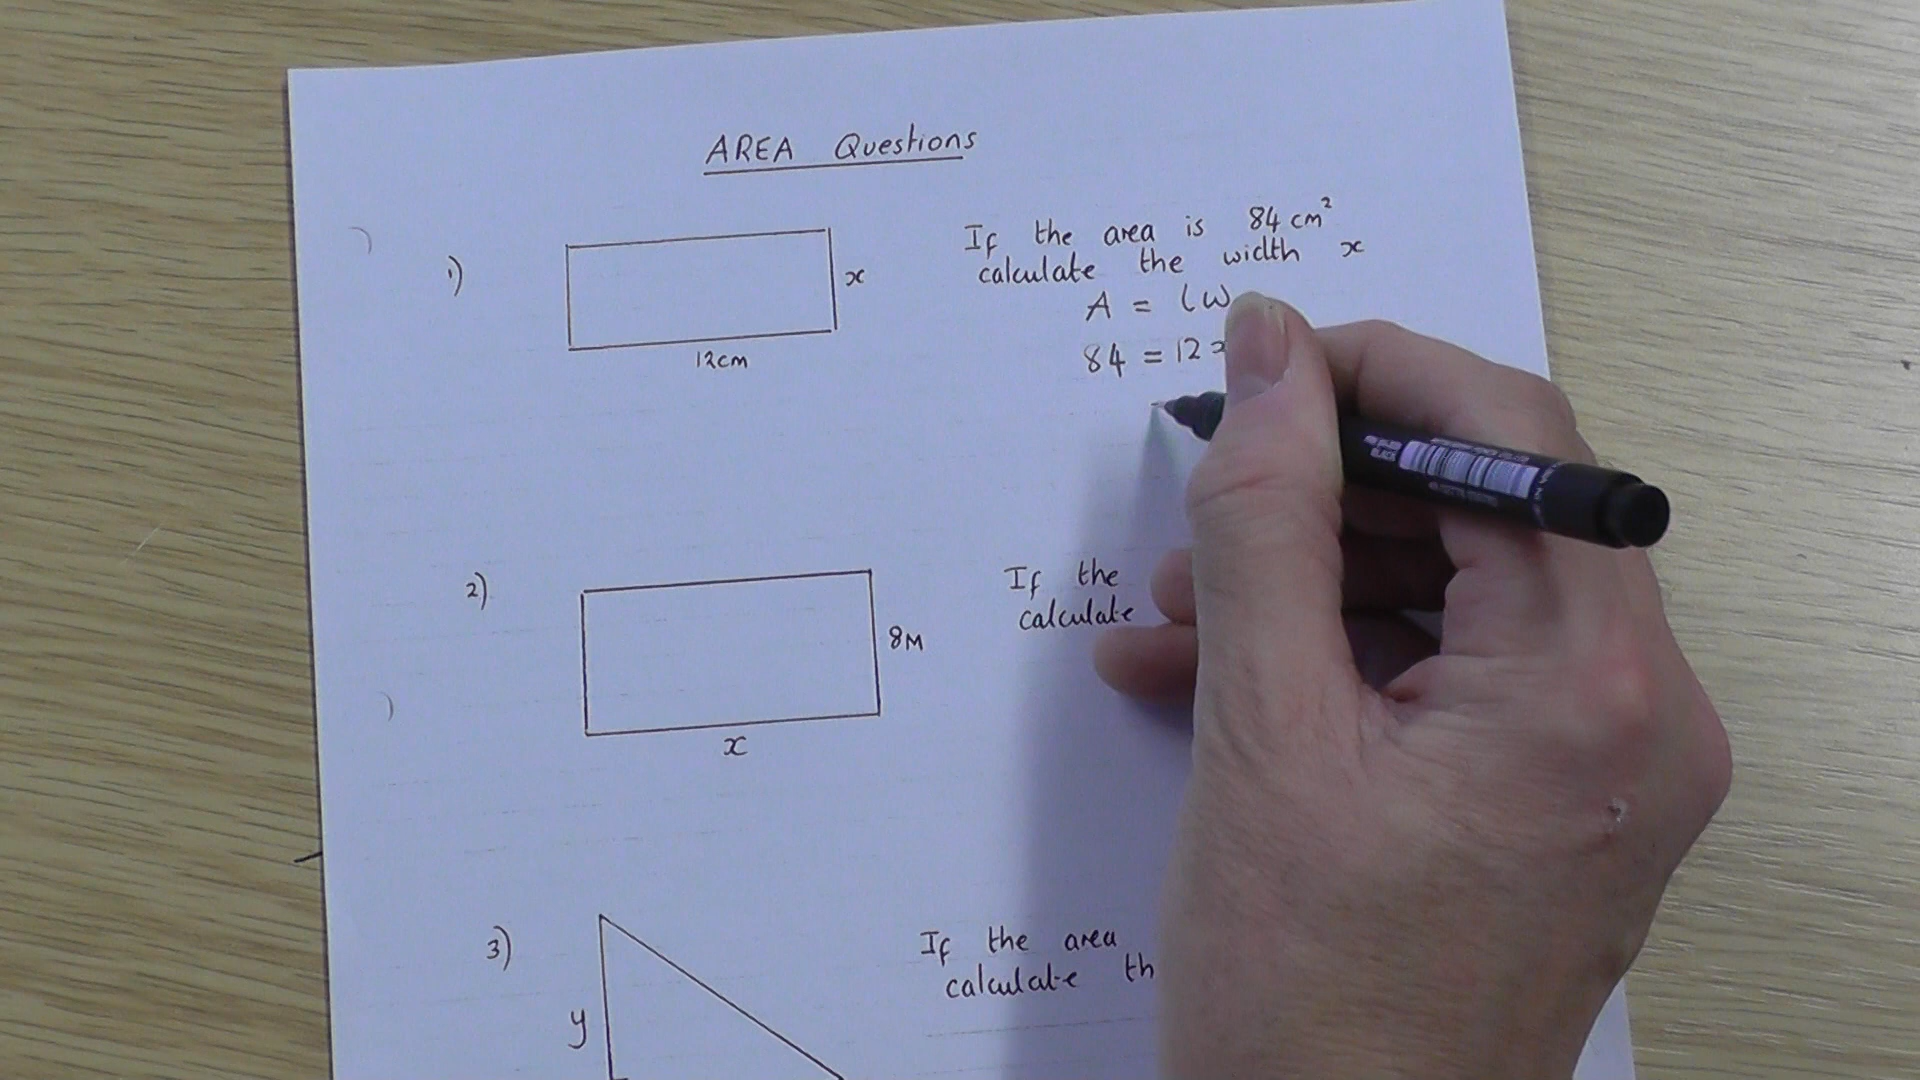 AREA Questions
1)
x
12cm
If the area is 84 cm²
calculate the width x
A = lw
84 = 12x
2)
8M
x
If the
calculate
3)
y
If the area
calculate th